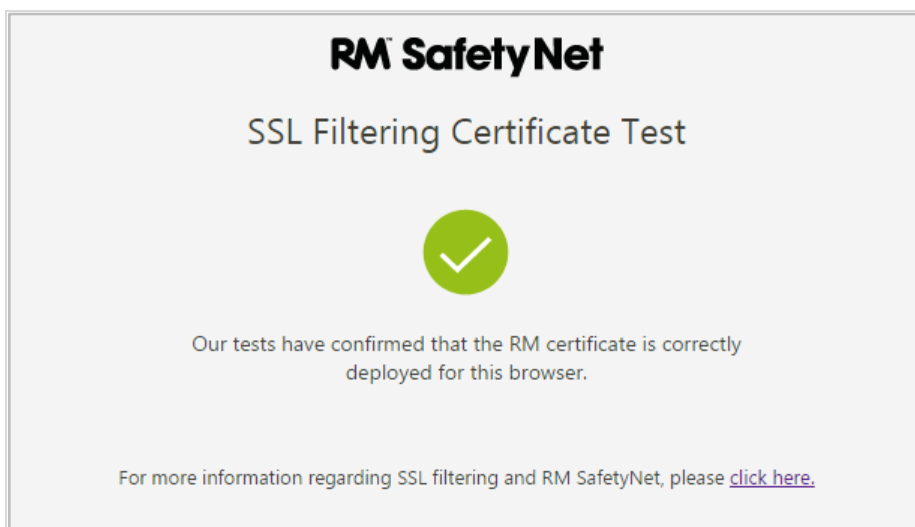 RM™ SafetyNet
SSL Filtering Certificate Test
Our tests have confirmed that the RM certificate is correctly
deployed for this browser.
For more information regarding SSL filtering and RM SafetyNet, please click here.